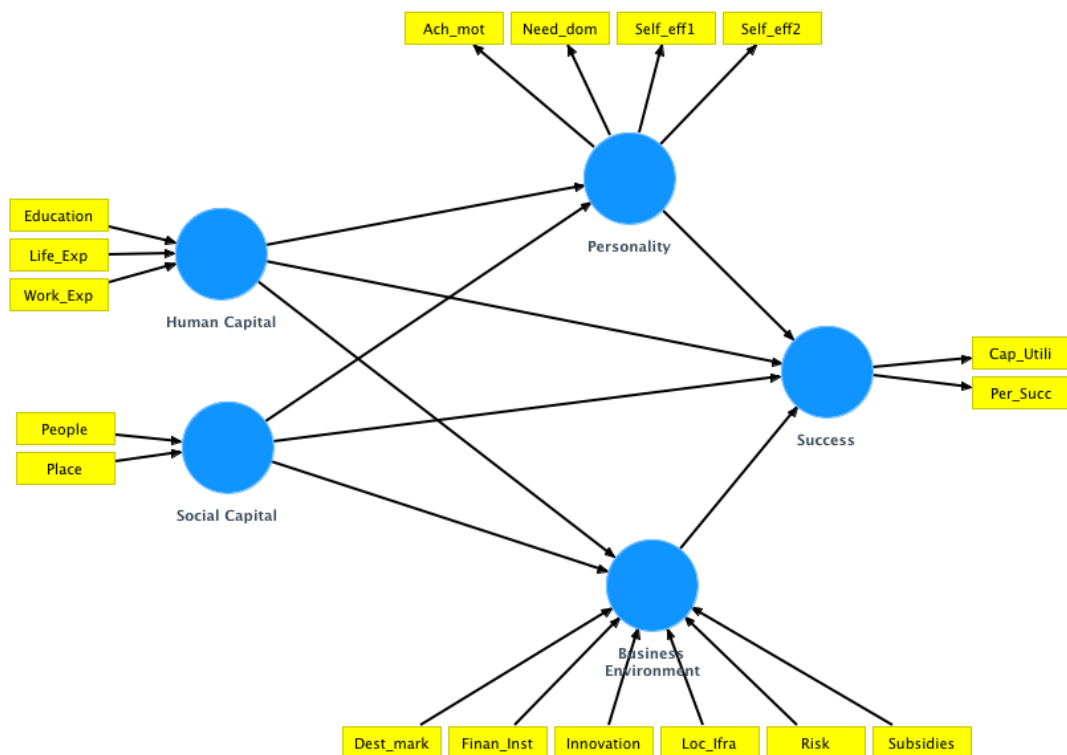 Ach_mot
Need_dom
Self_eff1
Self_eff2
Personality
Education
Life_Exp
Work_Exp
Human Capital
Cap_Utili
Per_Succ
Success
People
Place
Social Capital
Business
Environment
Dest_mark
Finan_Inst
Innovation
Loc_Ifra
Risk
Subsidies